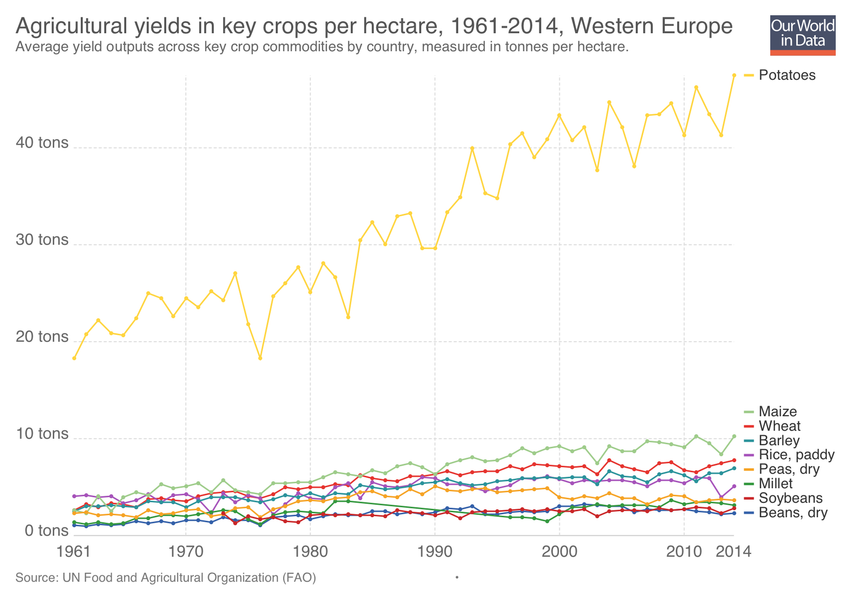 Agricultural yields in key crops per hectare, 1961-2014, Western Europe
Average yield outputs across key crop commodities by country, measured in tonnes per hectare.
Our World
in Data
Potatoes
40 tons
30 tons
20 tons
10 tons
0 tons
Maize
Wheat
Barley
Rice, paddy
Peas, dry
Millet
Soybeans
Beans, dry
1961 1970 1980 1990 2000 2010 2014
Source: UN Food and Agricultural Organization (FAO)